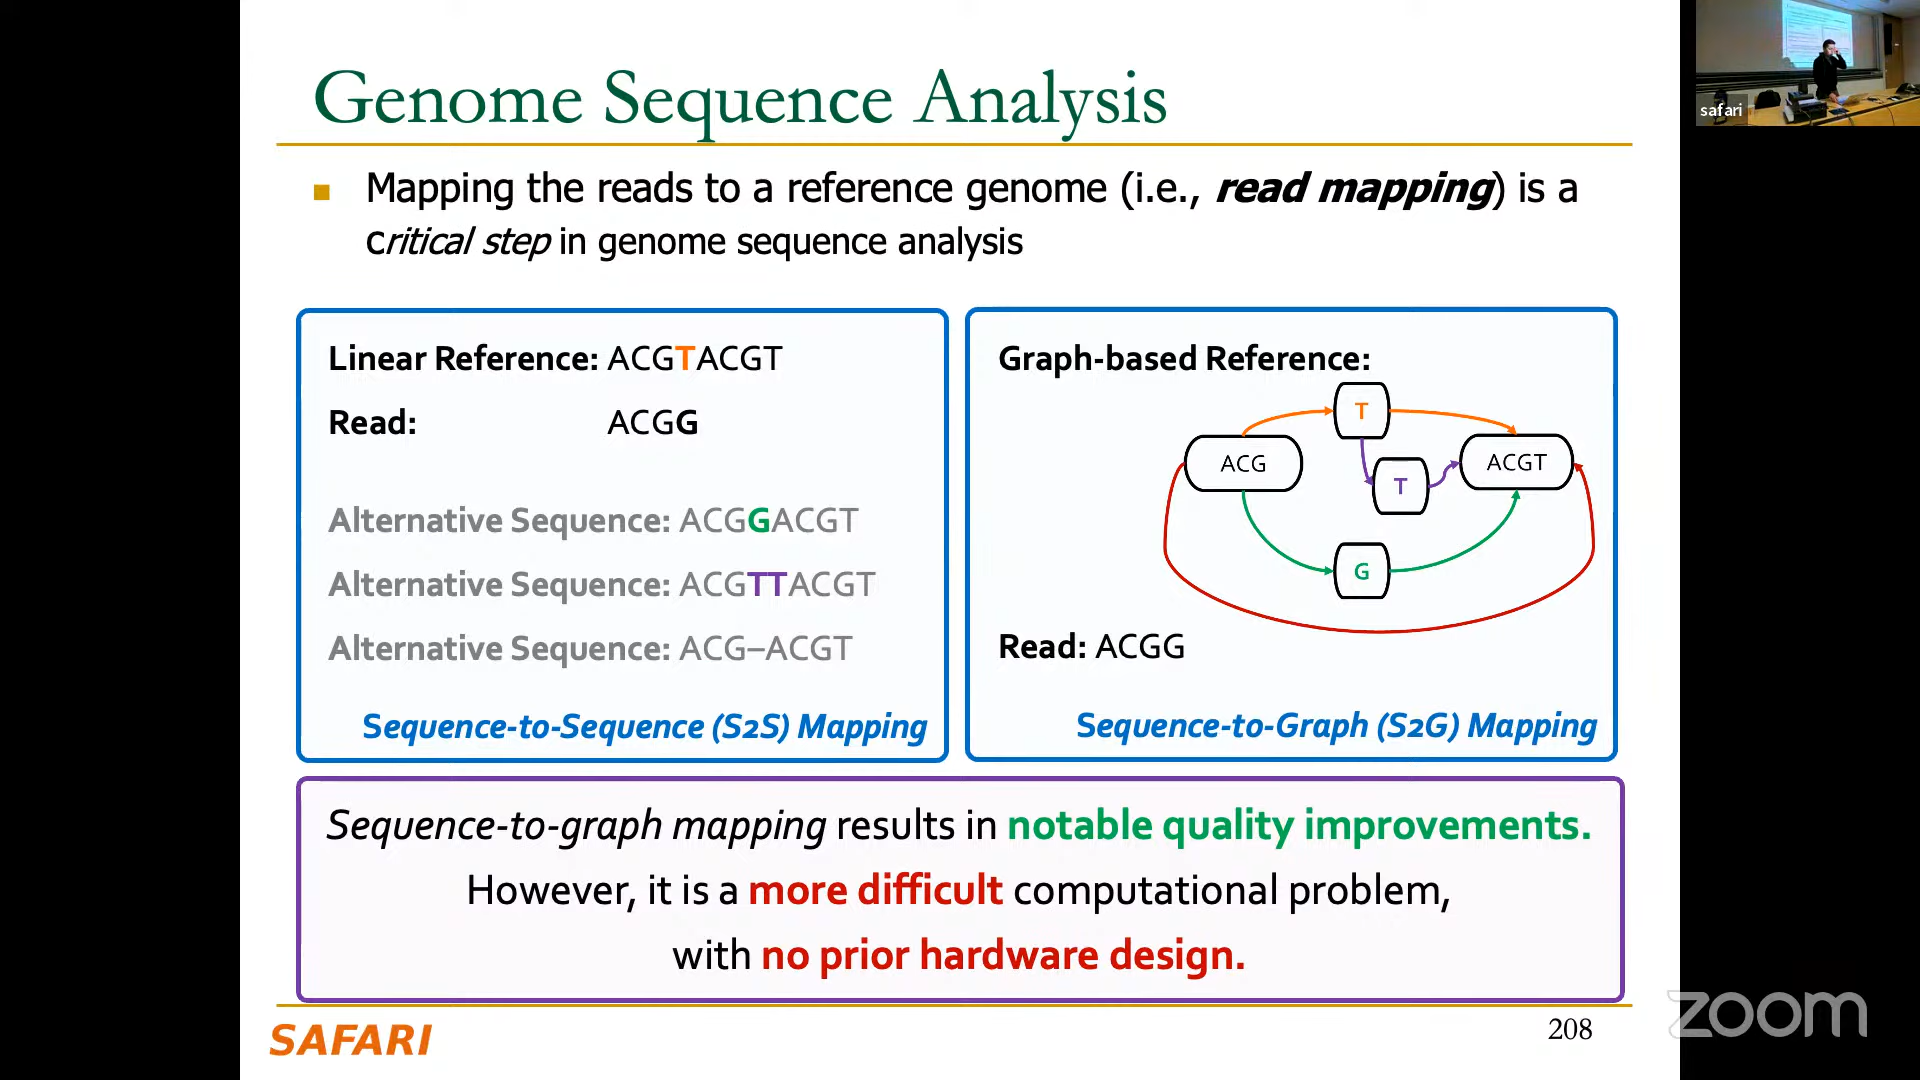 Genome Sequence Analysis
safari
Mapping the reads to a reference genome (i.e., read mapping) is a
critical step in genome sequence analysis
Linear Reference: ACGTACGT
Read: ACGG
Alternative Sequence: ACGGACGT
Alternative Sequence: ACGTTACGT
Alternative Sequence: ACG–ACGT
Sequence-to-Sequence (S2S) Mapping
Graph-based Reference:
T
ACG
ACGT
T
G
Read: ACGG
Sequence-to-Graph (S2G) Mapping
Sequence-to-graph mapping results in notable quality improvements.
However, it is a more difficult computational problem,
with no prior hardware design.
SAFARI
208
zoom